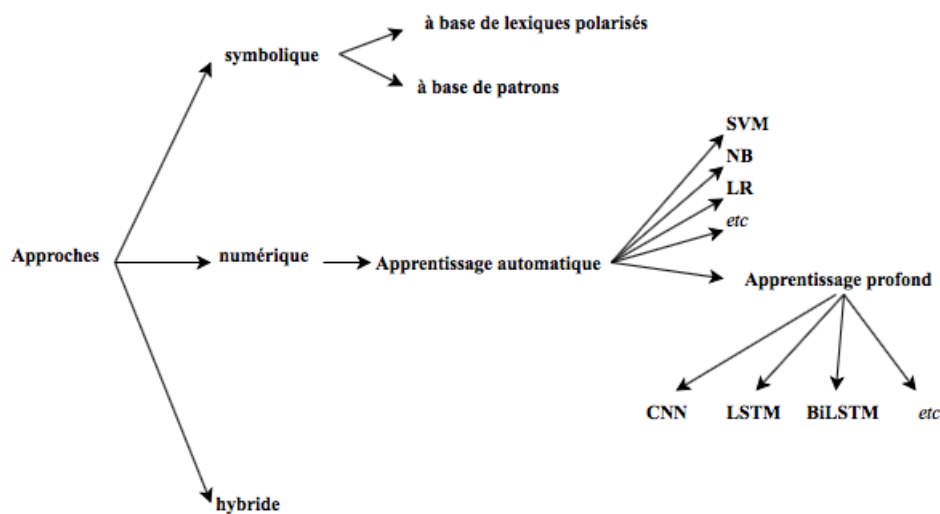 à base de lexiques polarisés
symbolique
à base de patrons
SVM
NB
LR
etc
Approches
numérique
Apprentissage automatique
Apprentissage profond
CNN
LSTM
BiLSTM
etc
hybride